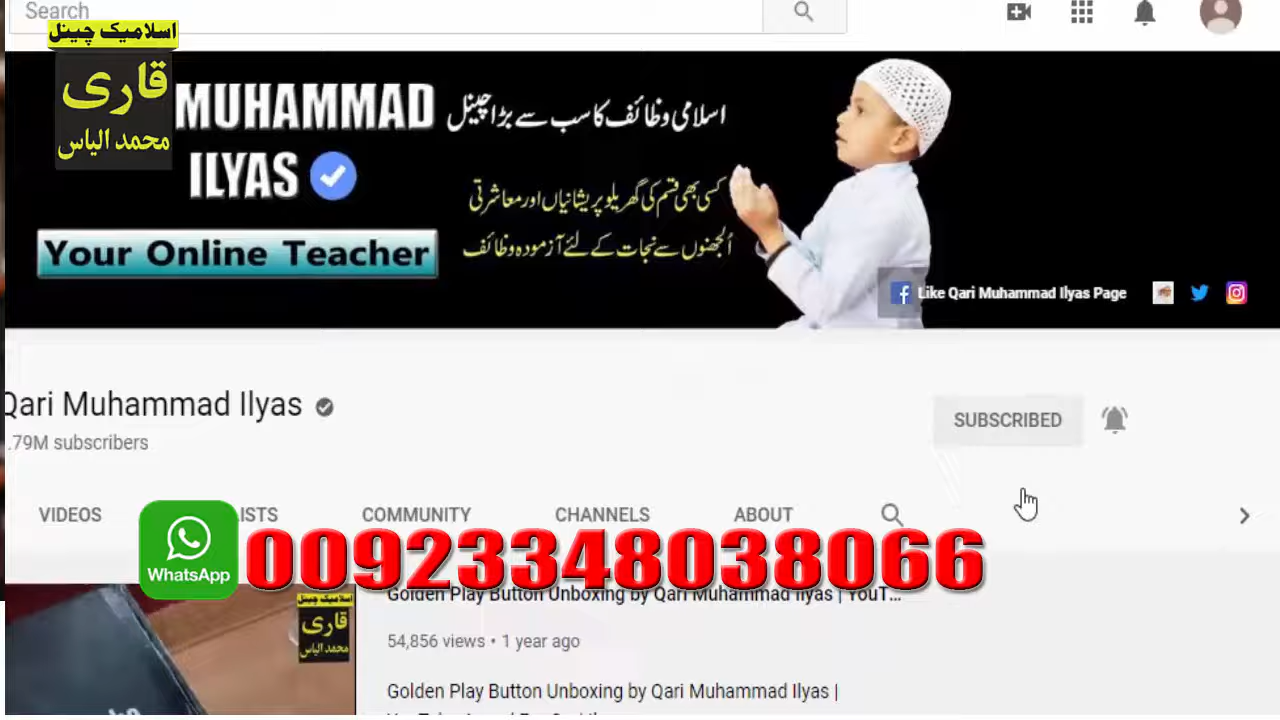 Search
اسلامیک چینل
قاری
محمد الیاس
MUHAMMAD
ILYAS
Your Online Teacher
اسلامی وظائف کا سب سے بڑا چینل
کسی بھی قسم کی گھریلو پریشانیاں اور معاشرتی
اُلجھنوں سے نجات کے لئے آزمودہ وظائف
Like Qari Muhammad Ilyas Page
Qari Muhammad Ilyas
.79M subscribers
SUBSCRIBED
VIDEOS LISTS COMMUNITY CHANNELS ABOUT
WhatsApp
00923348038066
Golden Play Button Unboxing by Qari Muhammad Ilyas | YouT...
54,856 views • 1 year ago
Golden Play Button Unboxing by Qari Muhammad Ilyas |
اسلامیک چینل
قاری
محمد الیاس